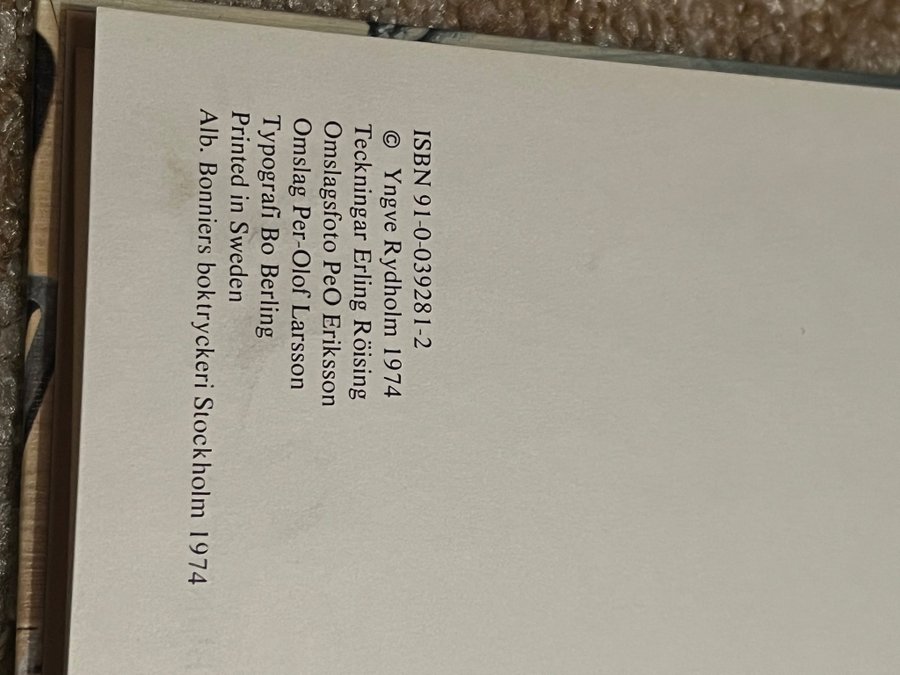 ISBN 91-0-039281-2
© Yngve Rydholm 1974
Teckningar Erling Röising
Omslagsfoto PeO Eriksson
Omslag Per-Olof Larsson
Typografi Bo Berling
Printed in Sweden
Alb. Bonniers boktryckeri Stockholm 1974